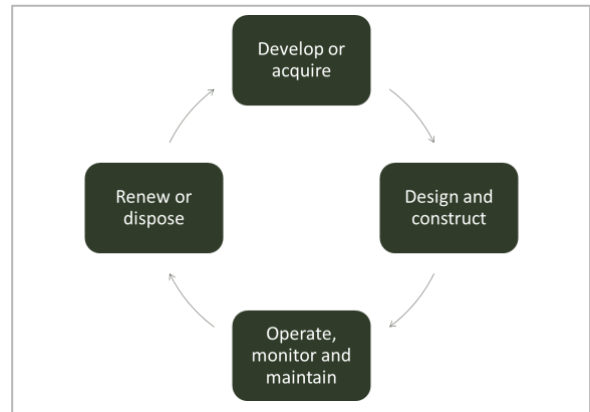 Develop or
acquire
Design and
construct
Operate,
monitor and
maintain
Renew or
dispose